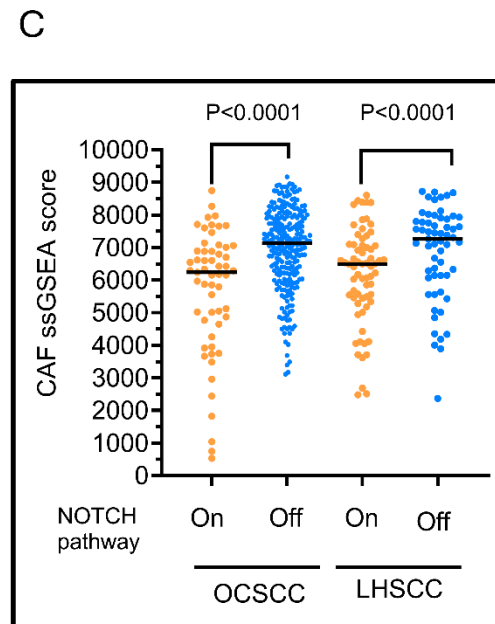 C
P<0.0001 P<0.0001
CAF ssGSEA score
10000
9000
8000
7000
6000
5000
4000
3000
2000
1000
0
NOTCH pathway
On Off On Off
OCSCC LHSCC